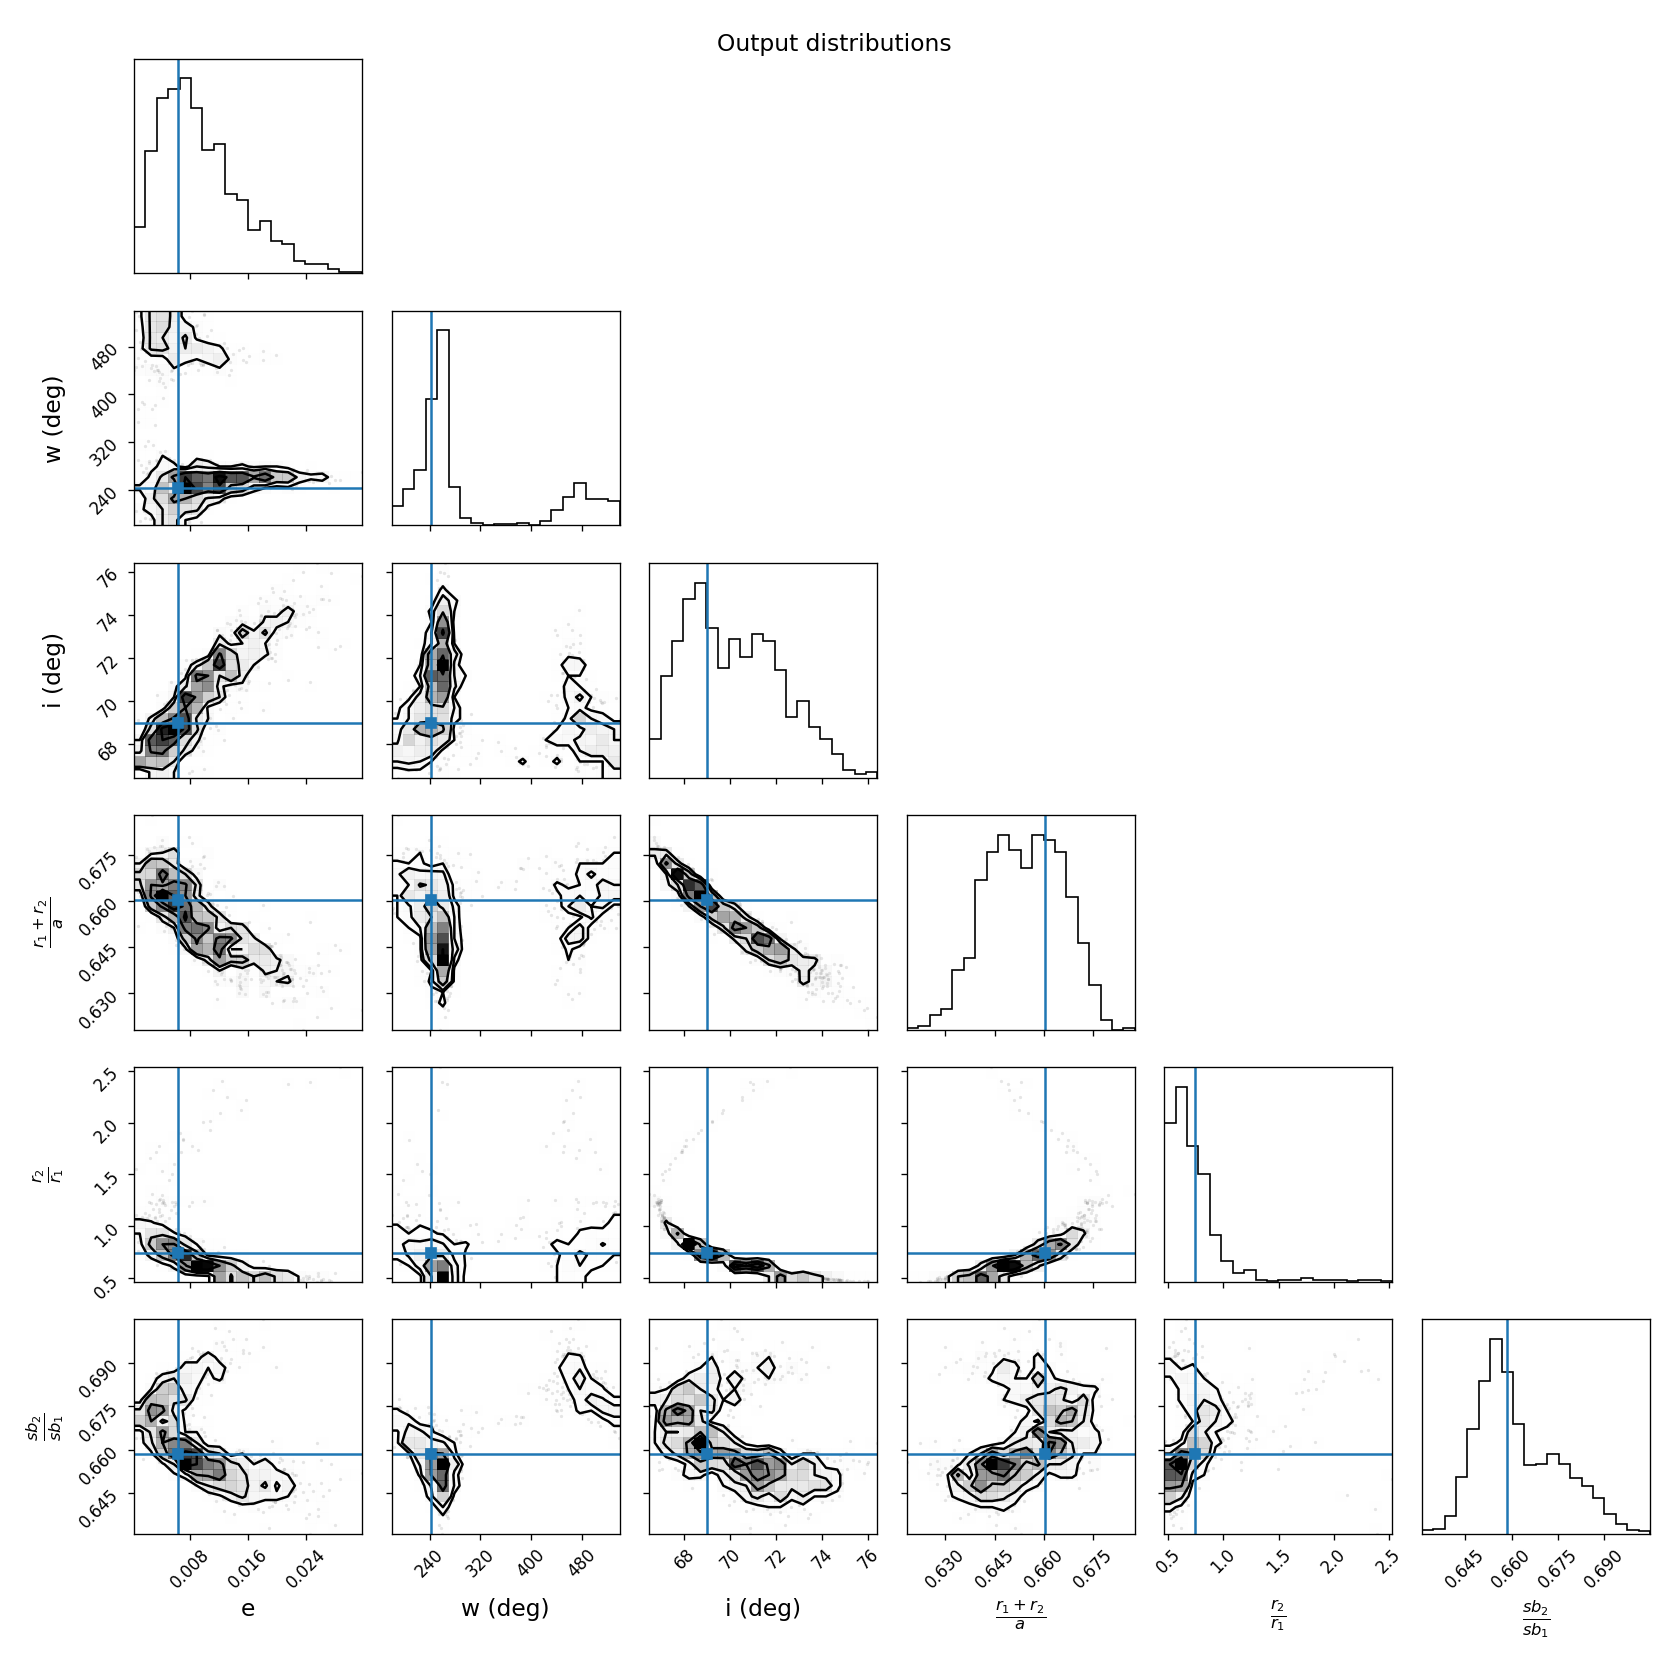 Output distributions
w (deg)
480
400
320
240
i (deg)
76
74
72
70
68
r₁ + r₂
a
0.675
0.660
0.645
0.630
r₂
r₁
2.5
2.0
1.5
1.0
0.5
sb₂
sb₁
0.690
0.675
0.660
0.645
0.008 0.016 0.024
240 320 400 480
68 70 72 74 76
0.630 0.645 0.660 0.675
0.5 1.0 1.5 2.0 2.5
0.645 0.660 0.675 0.690
e
w (deg)
i (deg)
r₁ + r₂
a
r₂
r₁
sb₂
sb₁